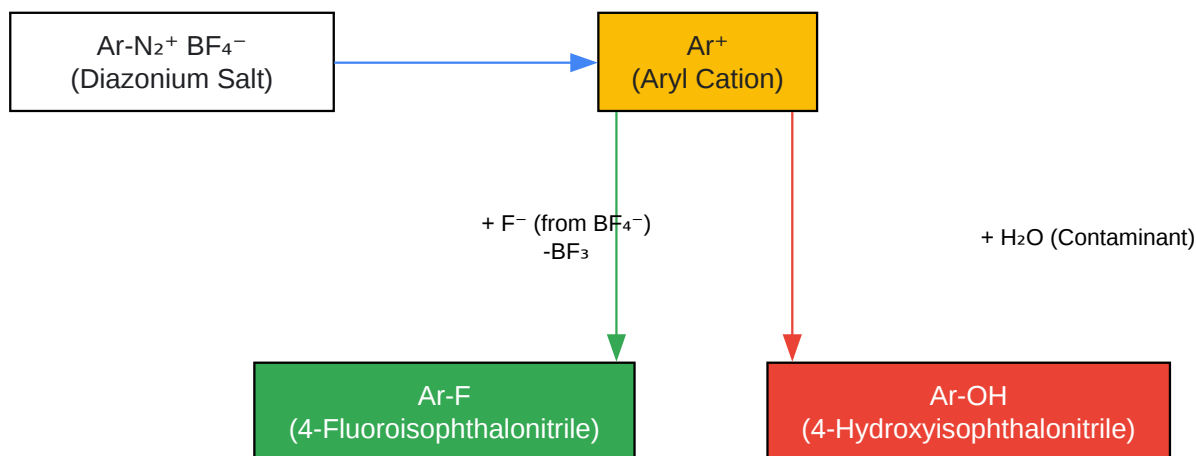 Ar-N₂⁺ BF₄⁻
(Diazonium Salt)
Ar⁺
(Aryl Cation)
+ F⁻ (from BF₄⁻)
-BF₃
+ H₂O (Contaminant)
Ar-F
(4-Fluoroisophthalonitrile)
Ar-OH
(4-Hydroxyisophthalonitrile)